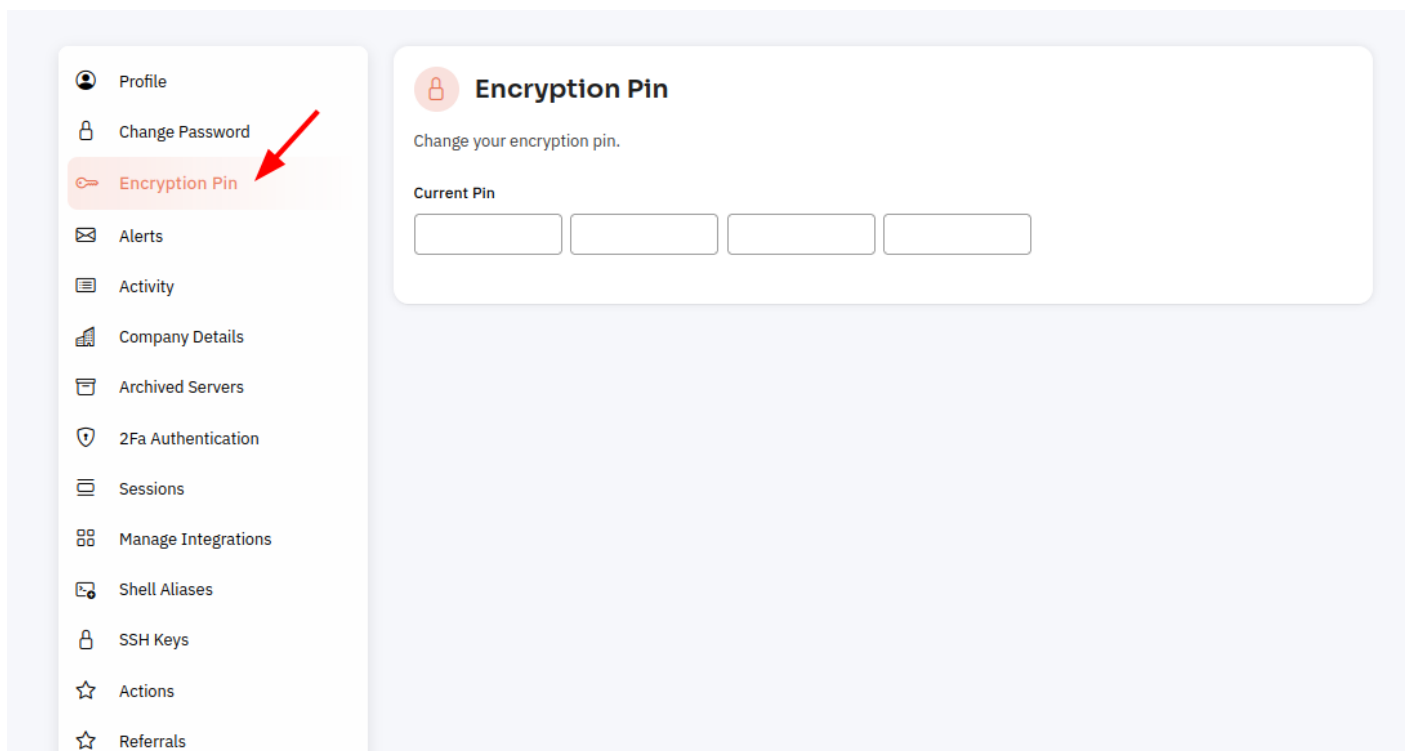 Profile
Change Password
Encryption Pin
Alerts
Activity
Company Details
Archived Servers
2Fa Authentication
Sessions
Manage Integrations
Shell Aliases
SSH Keys
Actions
Referrals
Encryption Pin
Change your encryption pin.
Current Pin